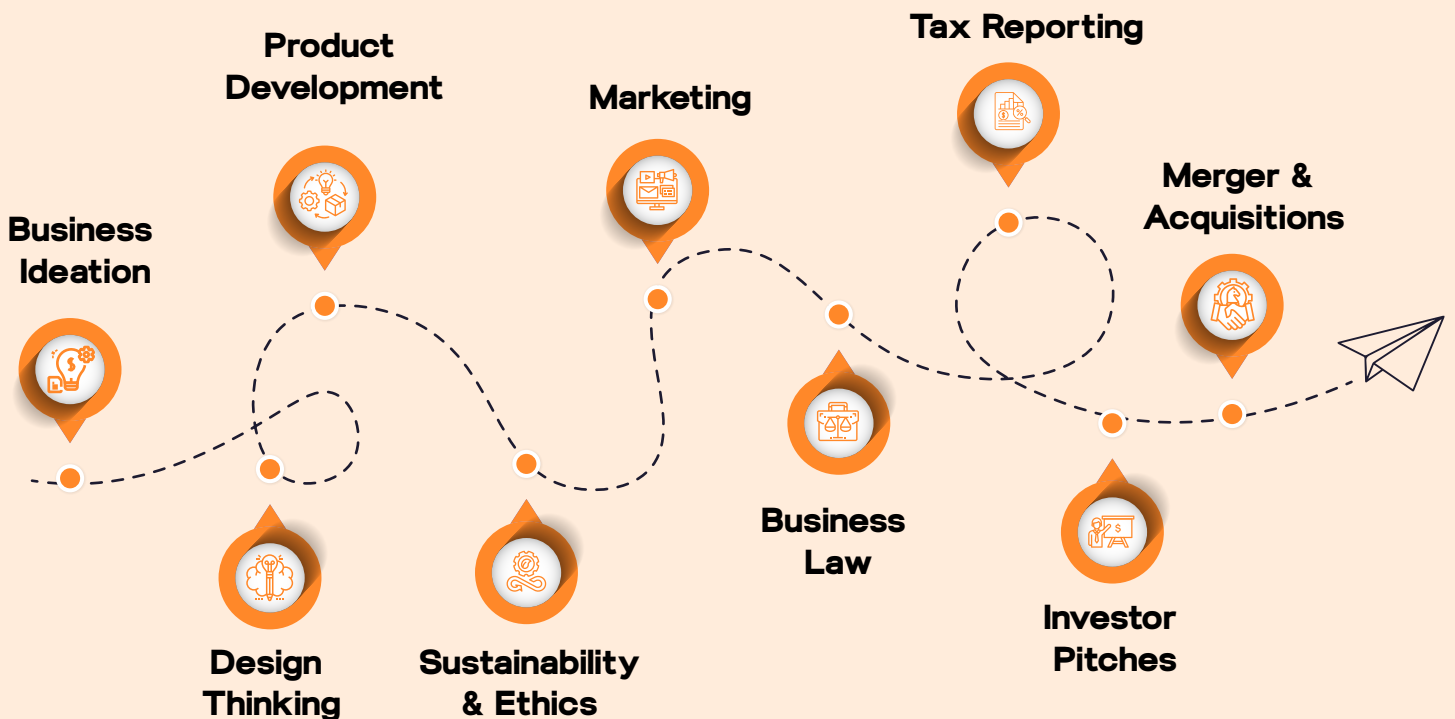 Business
Ideation
Design
Thinking
Product
Development
Sustainability
& Ethics
Marketing
Business
Law
Tax Reporting
Investor
Pitches
Merger &
Acquisitions